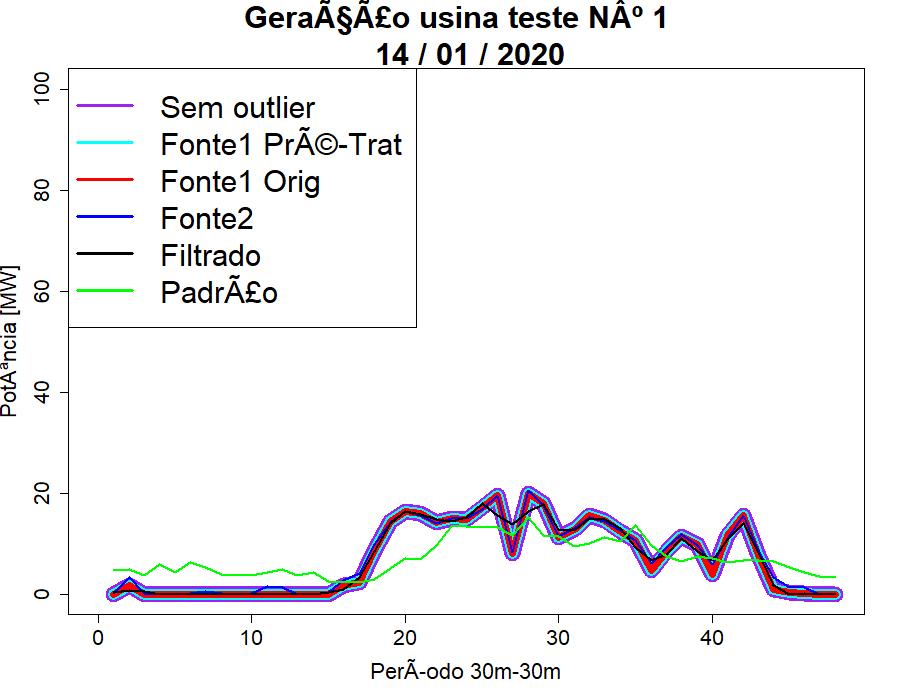 GeraÃ§Ã£o usina teste NÂº 1
14 / 01 / 2020
Sem outlier
Fonte1 PrÃ©-Trat
Fonte1 Orig
Fonte2
Filtrado
PadrÃ£o
PotÃªncia [MW]
100
80
60
40
20
0
0 10 20 30 40
PerÃ-odo 30m-30m